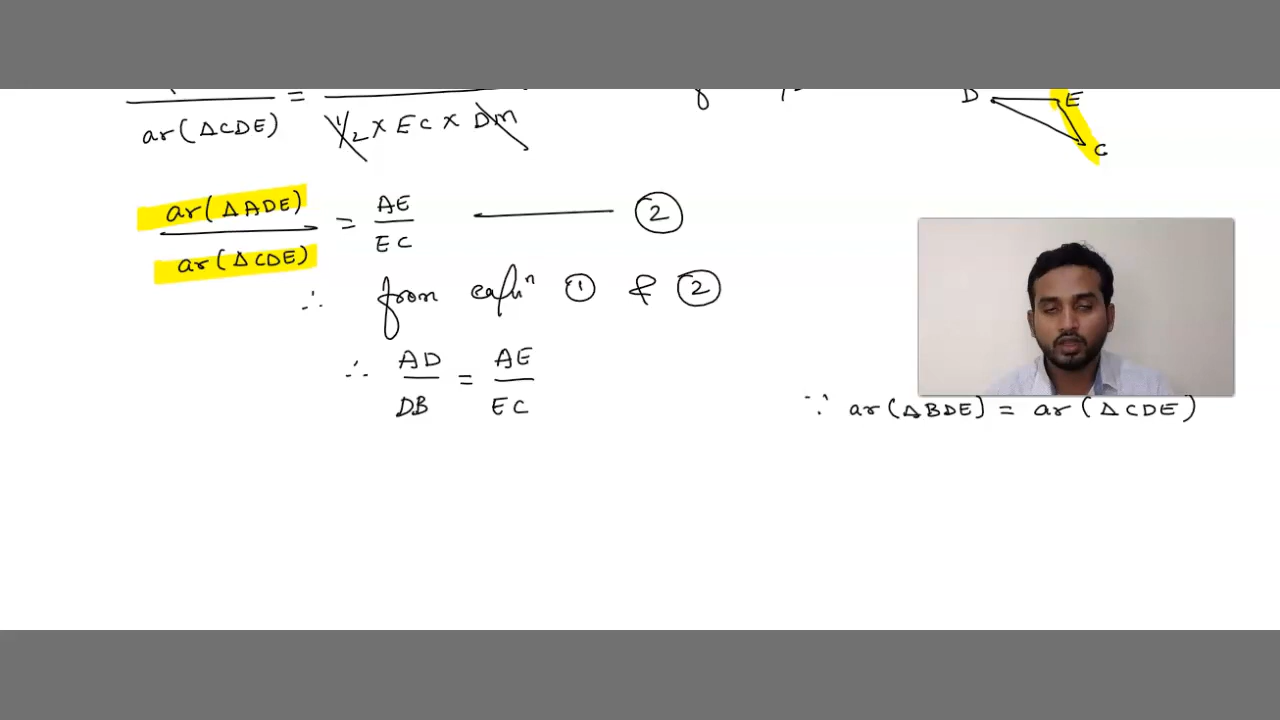 D E
ar(△CDE) = ½ × EC × DM
C
ar(△ADE) / ar(△CDE) = AE / EC ——— ②
∴ from eqⁿ ① & ②
∴ AD / DB = AE / EC
∵ ar(△BDE) = ar(△CDE)